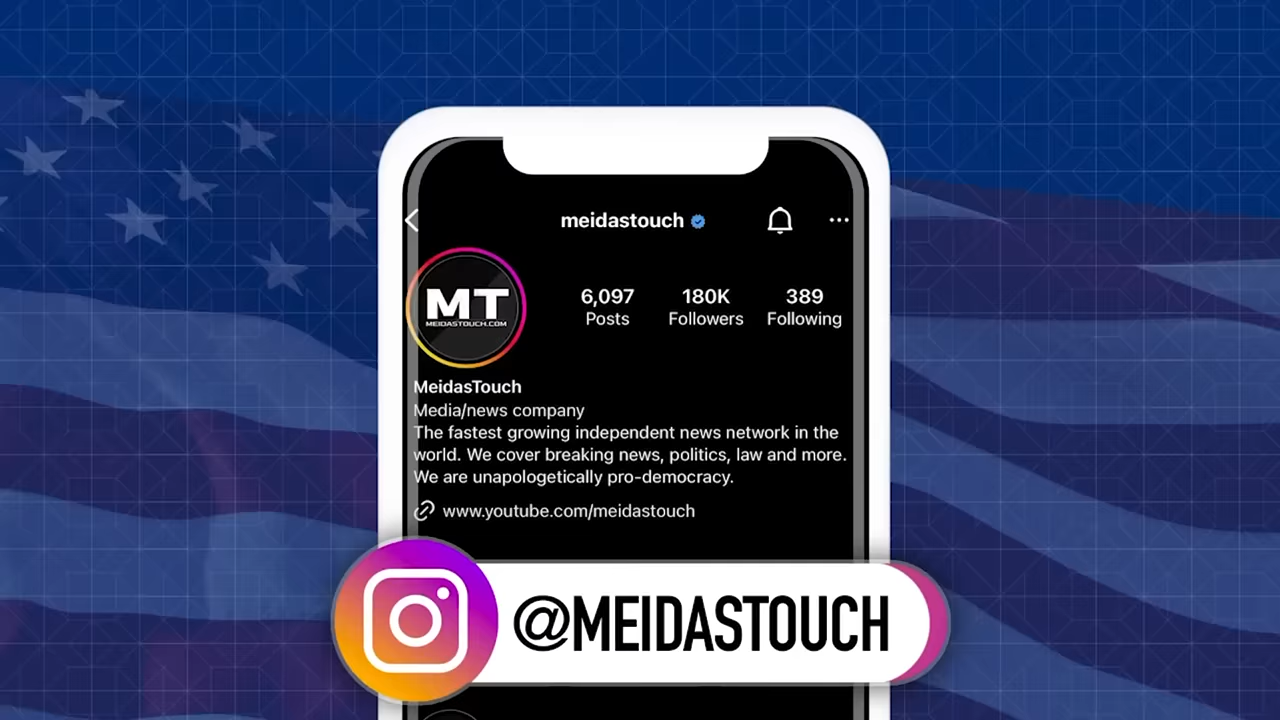 meidastouch
MT
MEIDASTOUCH.COM
6,097 180K 389
Posts Followers Following
MeidasTouch
Media/news company
The fastest growing independent news network in the
world. We cover breaking news, politics, law and more.
We are unapologetically pro-democracy.
www.youtube.com/meidastouch
@MEIDASTOUCH